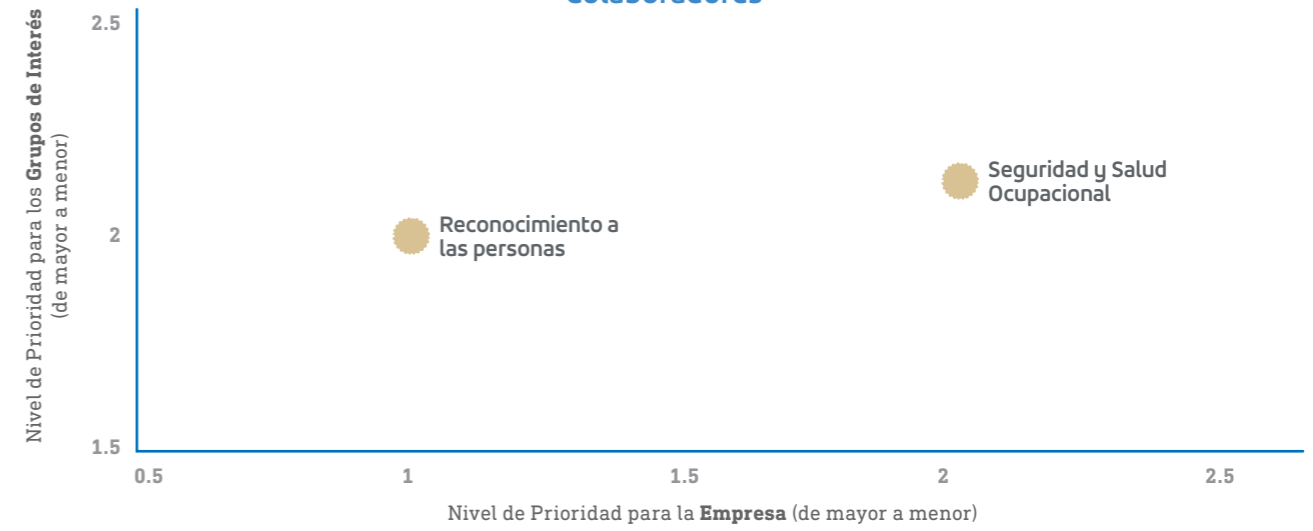 Colaboradores
Nivel de Prioridad para los Grupos de Interés
(de mayor a menor)
2.5
2
1.5
Seguridad y Salud
Ocupacional
Reconocimiento a
las personas
0.5
1
1.5
2
2.5
Nivel de Prioridad para la Empresa (de mayor a menor)